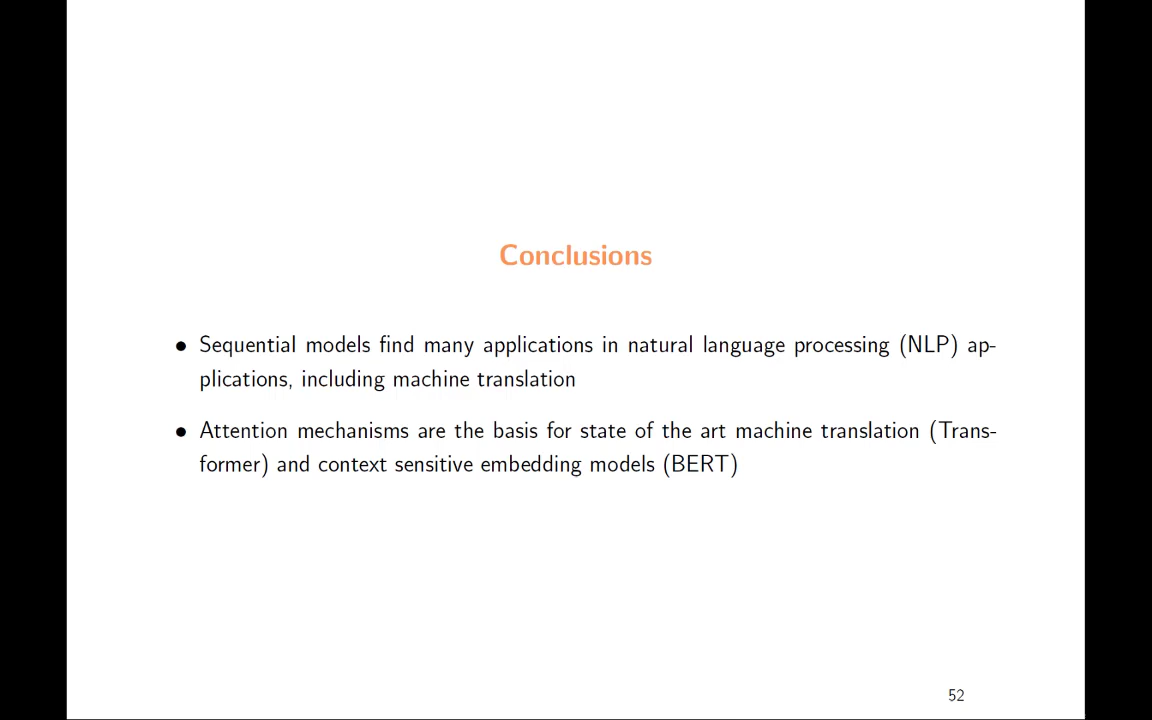 Conclusions
• Sequential models find many applications in natural language processing (NLP) ap-
plications, including machine translation
• Attention mechanisms are the basis for state of the art machine translation (Trans-
former) and context sensitive embedding models (BERT)
52